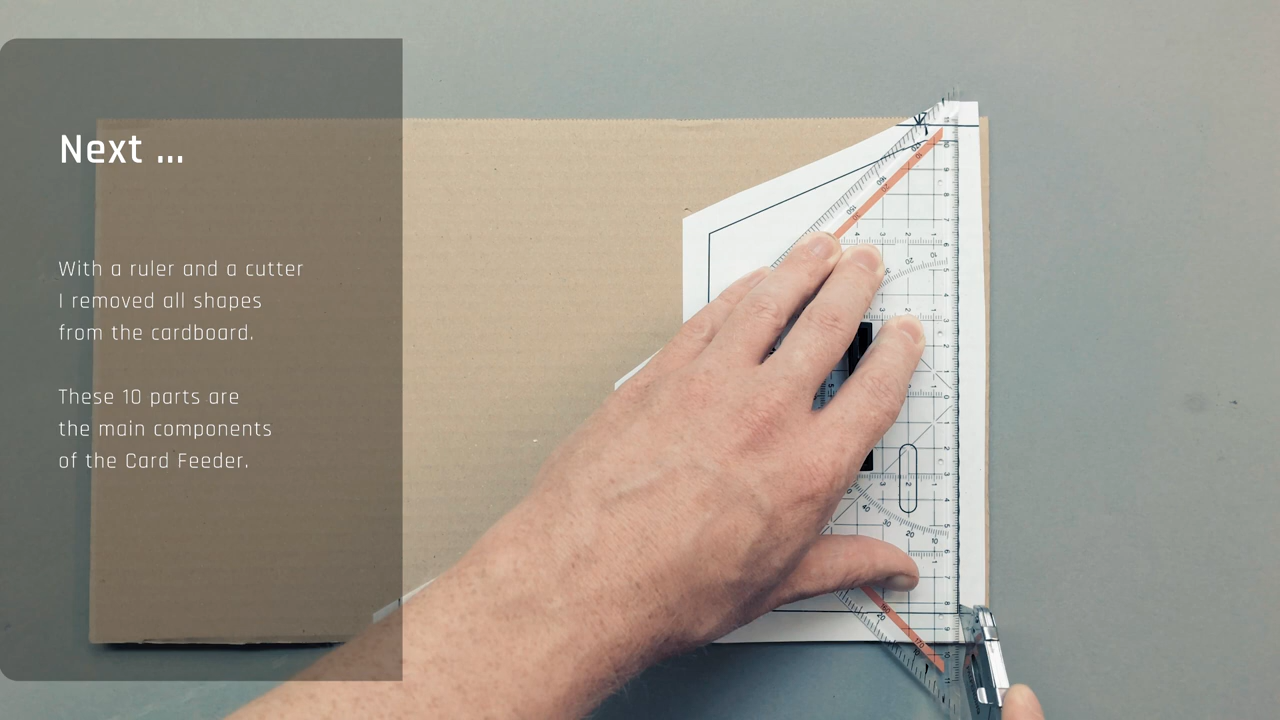 Next ...
With a ruler and a cutter
I removed all shapes
from the cardboard.
These 10 parts are
the main components
of the Card Feeder.